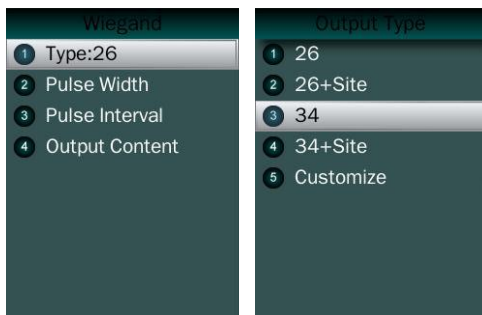 Wiegand
1 Type:26
2 Pulse Width
3 Pulse Interval
4 Output Content
Output Type
1 26
2 26+Site
3 34
4 34+Site
5 Customize